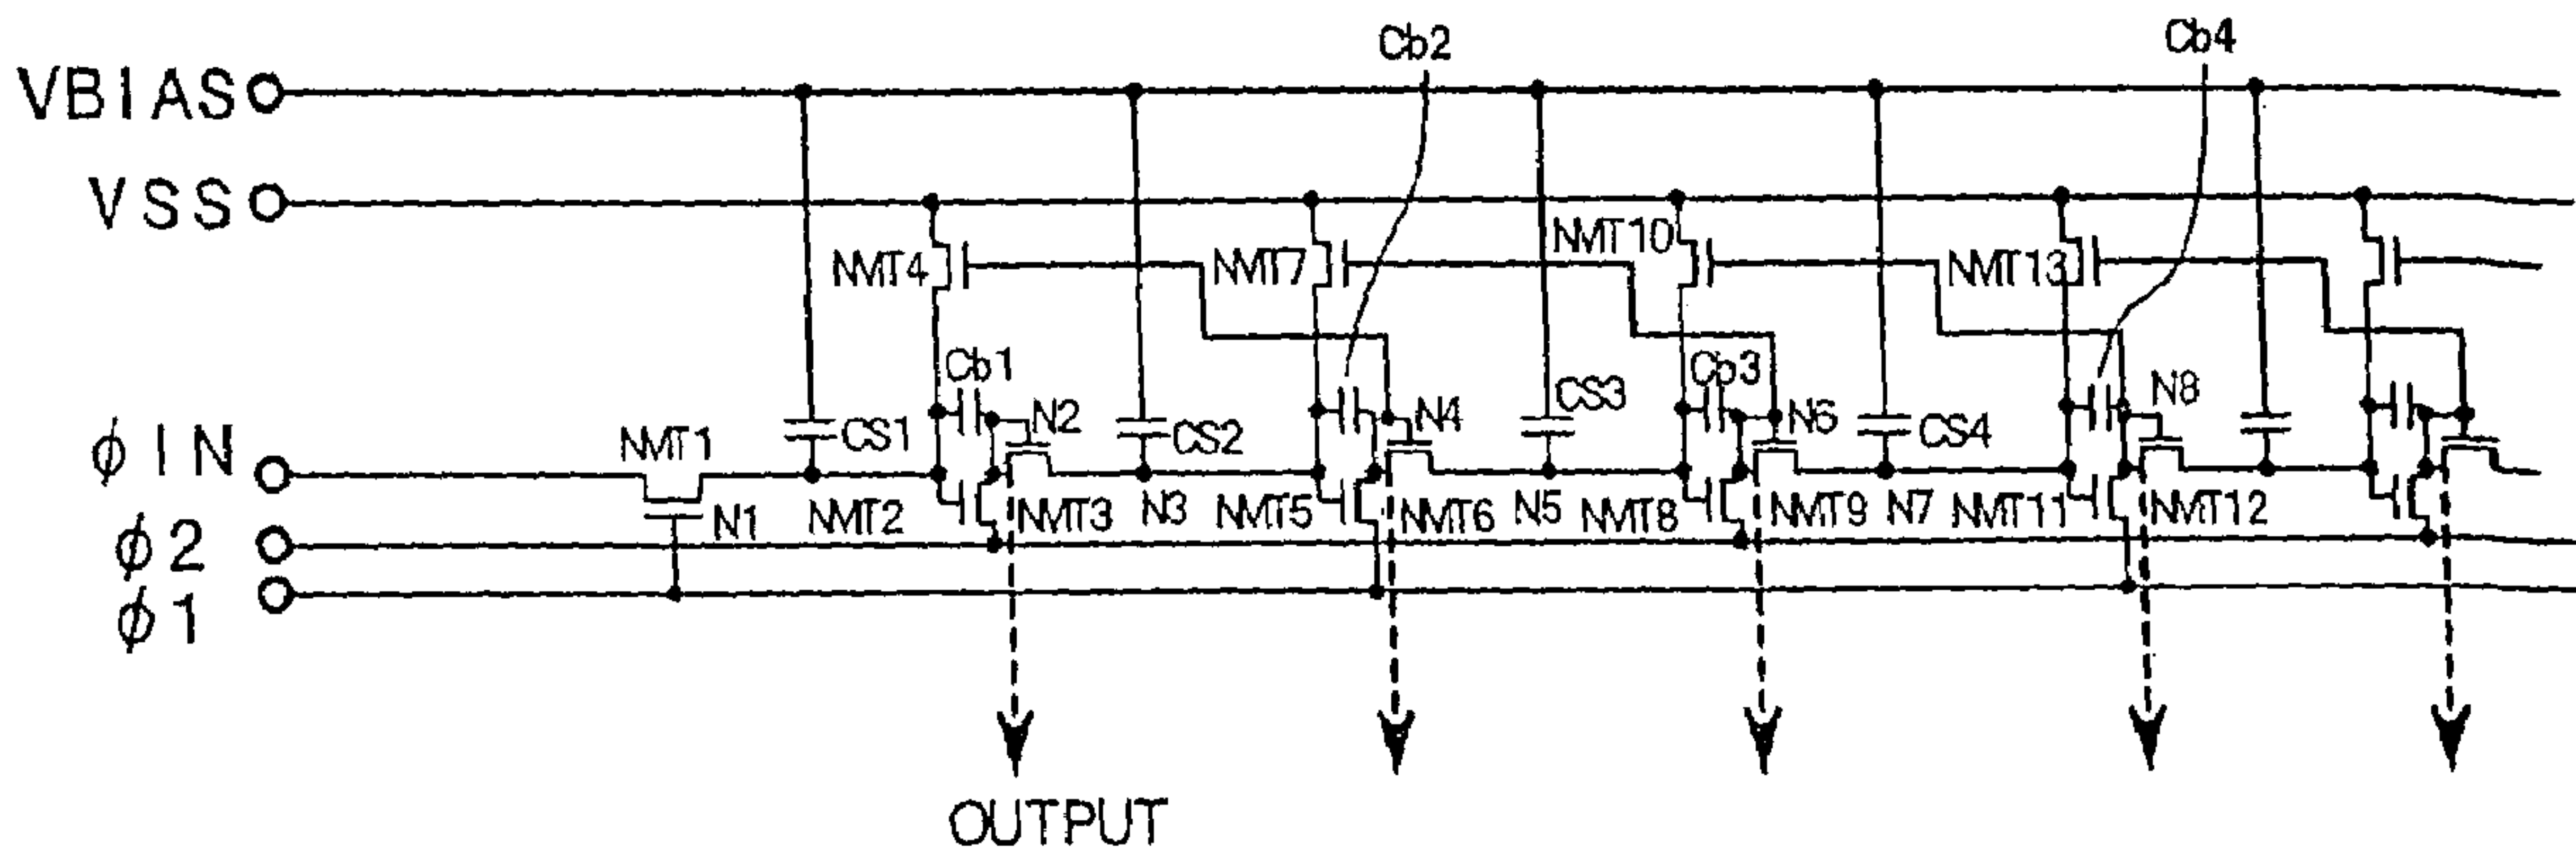 Cb2
Cb4
VBIAS
VSS
NMT4
NMT7
NMT10
NMT13
Cb1
Cb3
N2
N4
N6
N8
CS1
CS2
CS3
CS4
φIN
NMT1
N1
NMT2
NMT3
N3
NMT5
NMT6
N5
NMT8
NMT9
N7
NMT11
NMT12
φ2
φ1
OUTPUT